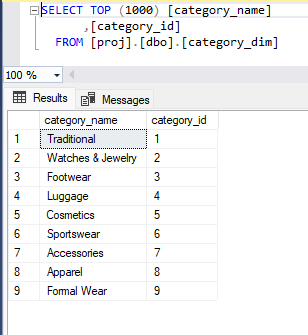 SELECT TOP (1000) [category_name]
,[category_id]
FROM [proj].[dbo].[category_dim]
100 %
Results Messages
category_name category_id
1 Traditional 1
2 Watches & Jewelry 2
3 Footwear 3
4 Luggage 4
5 Cosmetics 5
6 Sportswear 6
7 Accessories 7
8 Apparel 8
9 Formal Wear 9